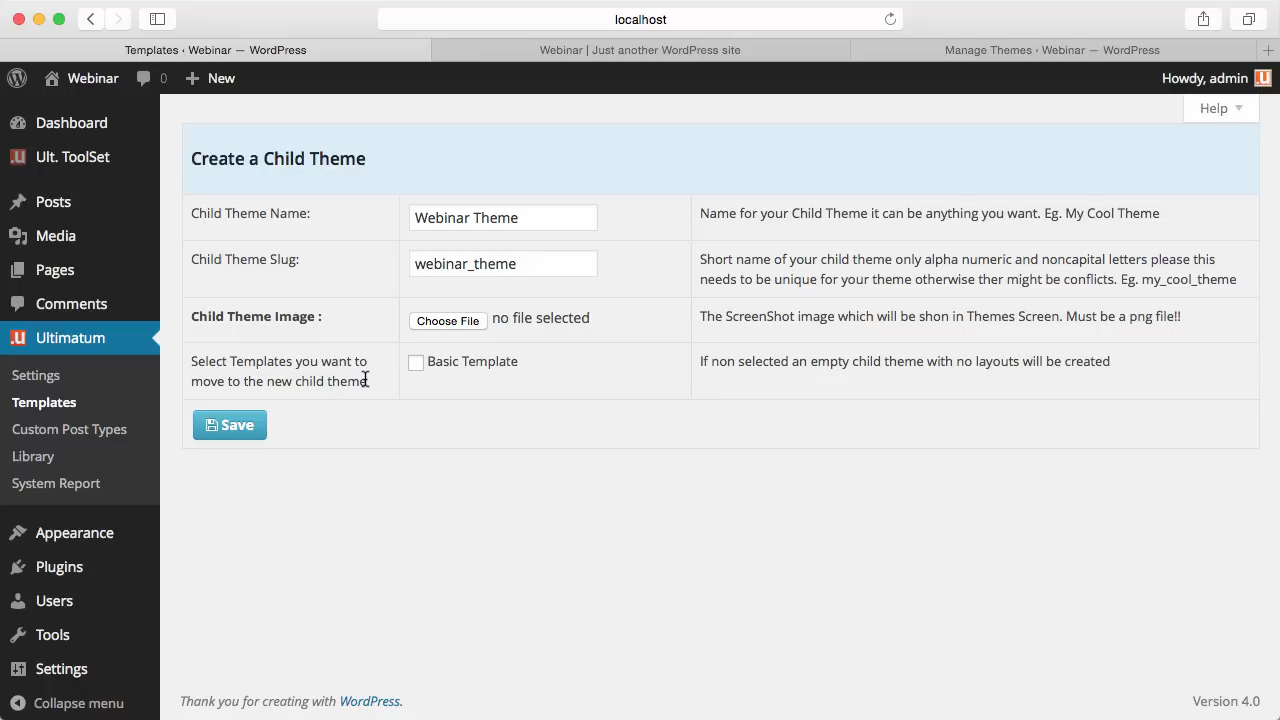 localhost
Templates ‹ Webinar — WordPress
Webinar | Just another WordPress site
Manage Themes ‹ Webinar — WordPress
Webinar
0
New
Howdy, admin
Help
Dashboard
Ult. ToolSet
Posts
Media
Pages
Comments
Ultimatum
Settings
Templates
Custom Post Types
Library
System Report
Appearance
Plugins
Users
Tools
Settings
Collapse menu
Create a Child Theme
Child Theme Name:
Webinar Theme
Name for your Child Theme it can be anything you want. Eg. My Cool Theme
Child Theme Slug:
webinar_theme
Short name of your child theme only alpha numeric and noncapital letters please this
needs to be unique for your theme otherwise ther might be conflicts. Eg. my_cool_theme
Child Theme Image :
Choose File no file selected
The ScreenShot image which will be shon in Themes Screen. Must be a png file!!
Select Templates you want to
move to the new child theme
Basic Template
If non selected an empty child theme with no layouts will be created
Save
Thank you for creating with WordPress.
Version 4.0